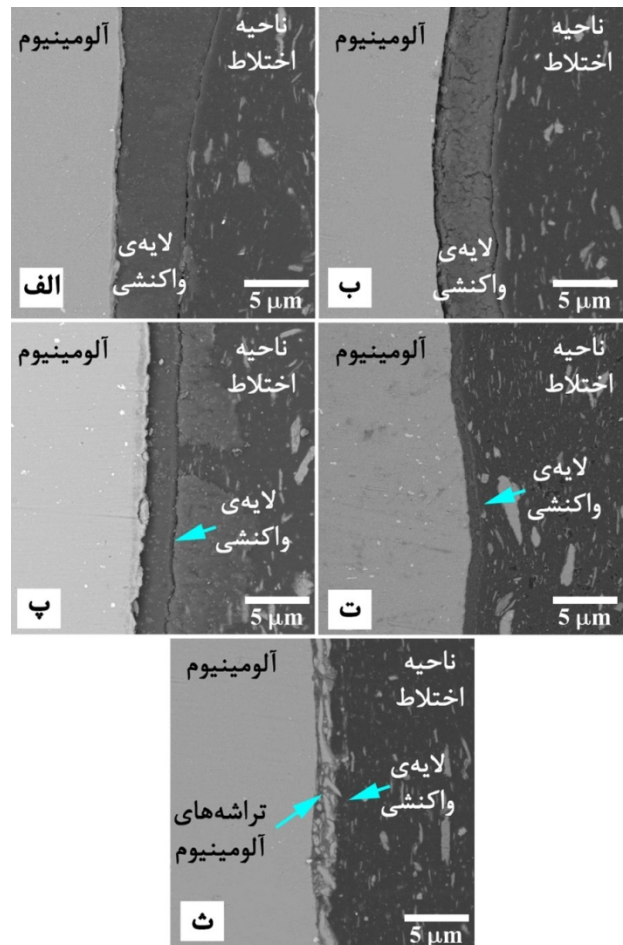 آلومینیوم
ناحیه
اختلاط
لایه‌ی
واکنشی
الف
5 μm
آلومینیوم
ناحیه
اختلاط
لایه‌ی
واکنشی
ب
5 μm
آلومینیوم
ناحیه
اختلاط
لایه‌ی
واکنشی
پ
5 μm
آلومینیوم
ناحیه
اختلاط
لایه‌ی
واکنشی
ت
5 μm
آلومینیوم
ناحیه
اختلاط
لایه‌ی
واکنشی
تراشه‌های
آلومینیوم
ث
5 μm